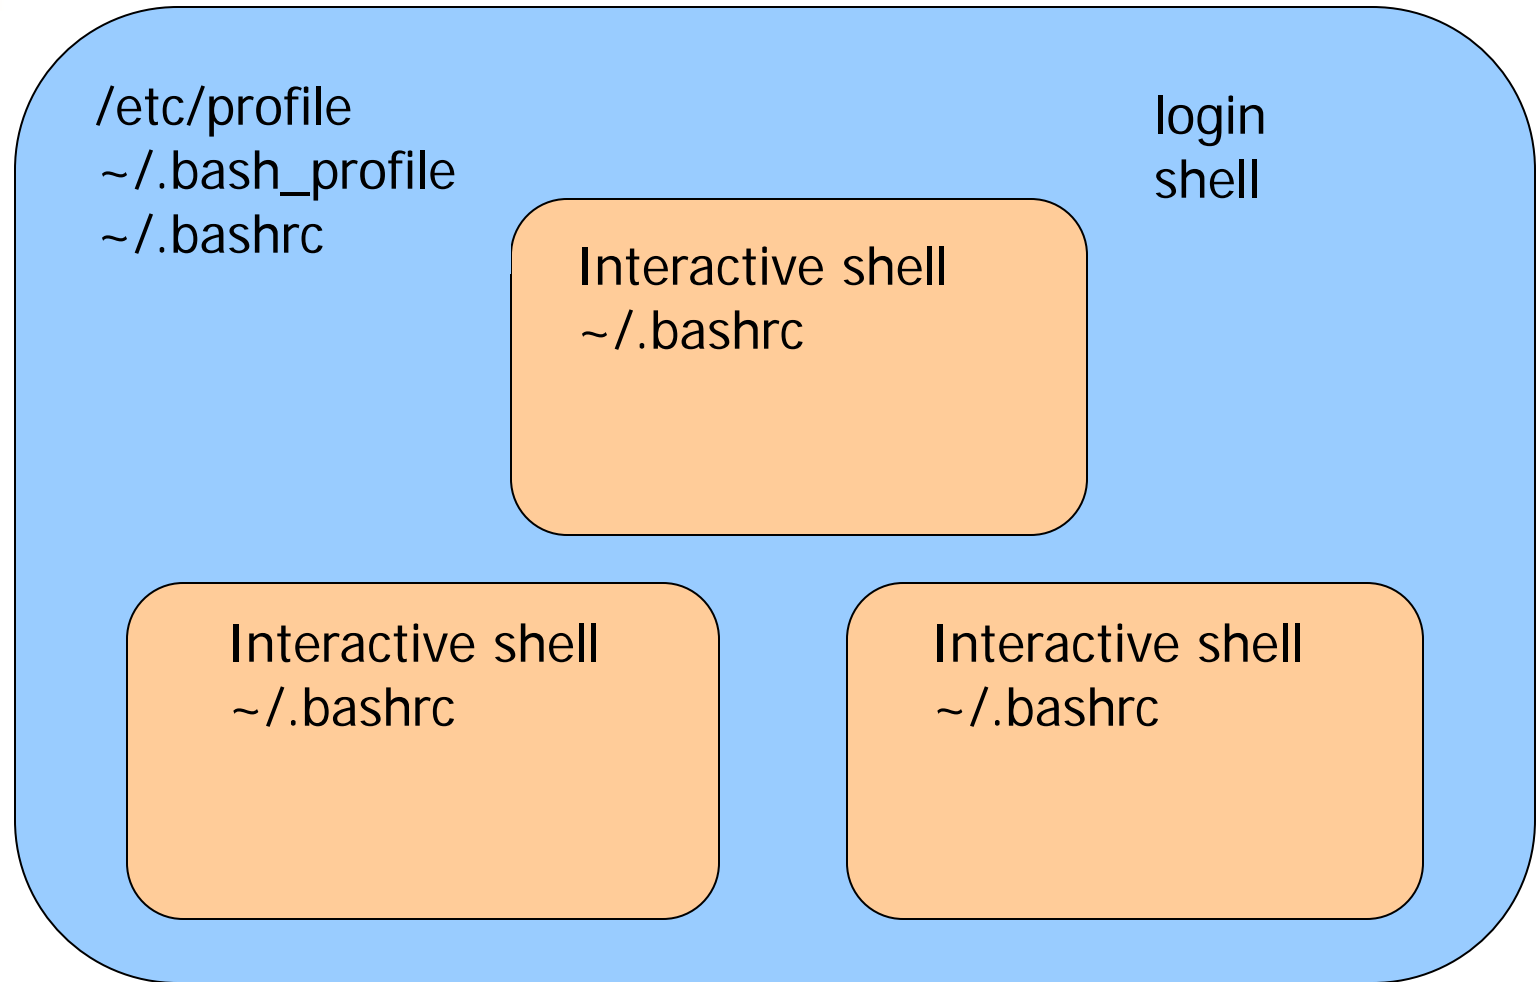 /etc/profile
~/.bash_profile
~/.bashrc
login
shell
Interactive shell
~/.bashrc
Interactive shell
~/.bashrc
Interactive shell
~/.bashrc